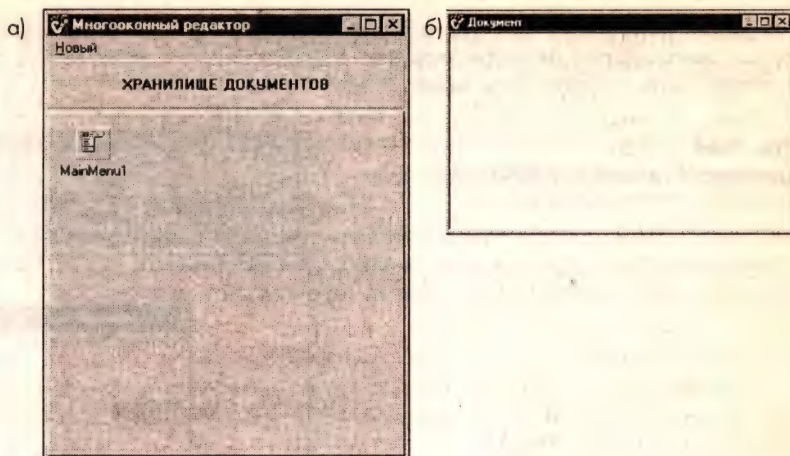 а)
Многооконный редактор
Новый
ХРАНИЛИЩЕ ДОКУМЕНТОВ
MainMenu1
б)
Документ